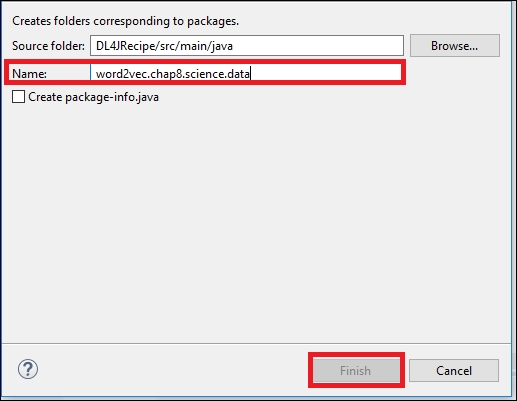 Creates folders corresponding to packages.
Source folder: DL4JRecipe/src/main/java Browse...
Name: word2vec.chap8.science.data
Create package-info.java
? Finish Cancel